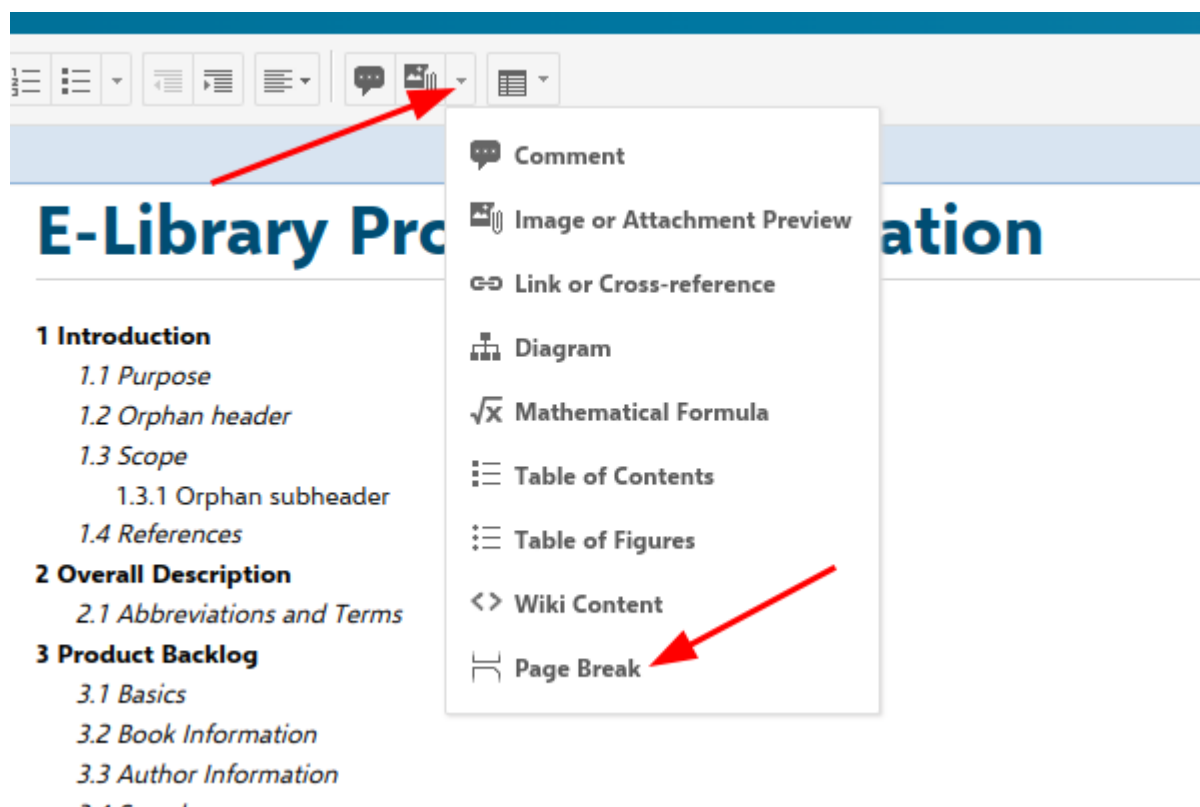 Comment
Image or Attachment Preview
Link or Cross-reference
Diagram
Mathematical Formula
Table of Contents
Table of Figures
Wiki Content
Page Break
E-Library Pro ation
1 Introduction
1.1 Purpose
1.2 Orphan header
1.3 Scope
1.3.1 Orphan subheader
1.4 References
2 Overall Description
2.1 Abbreviations and Terms
3 Product Backlog
3.1 Basics
3.2 Book Information
3.3 Author Information